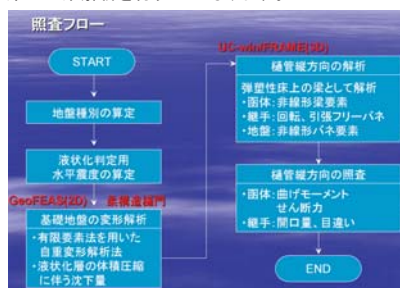 照査フロー
START
地盤種別の算定
液状化判定用
水平震度の算定
GeoFEAS(2D) 柔構造樋門
基礎地盤の変形解析
・有限要素法を用いた
自重変形解析法
・液状化層の体積圧縮
に伴う沈下量
UC-win/FRAME(3D)
樋管縦方向の解析
弾塑性床上の梁として解析
・函体:非線形梁要素
・継手:回転、引張フリーバネ
・地盤:非線形バネ要素
樋管縦方向の照査
・函体:曲げモーメント
せん断力
・継手:開口量、目違い
END